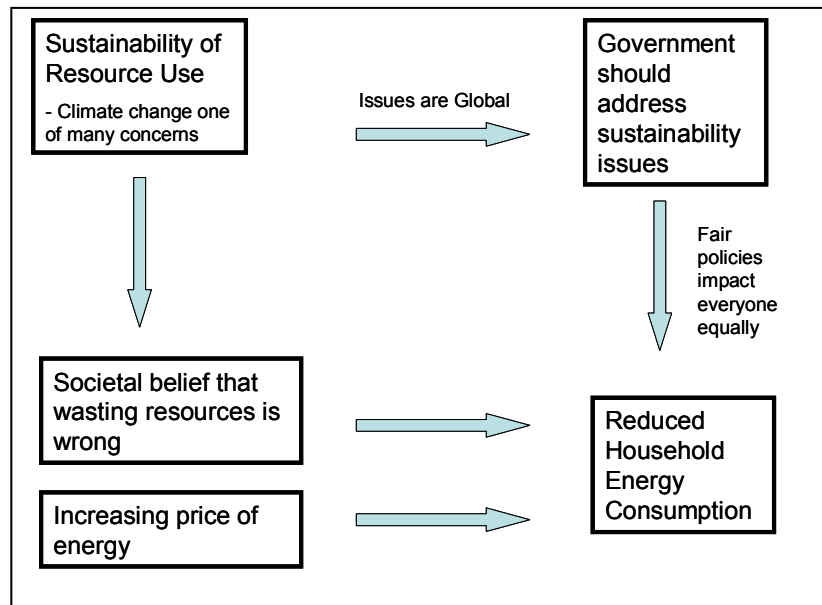 Sustainability of
Resource Use
- Climate change one
of many concerns
Issues are Global
Government
should
address
sustainability
issues
Fair
policies
impact
everyone
equally
Societal belief that
wasting resources is
wrong
Increasing price of
energy
Reduced
Household
Energy
Consumption